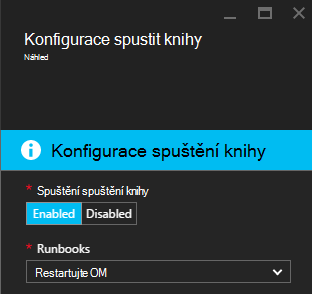 Konfigurace spustit knihy
Náhled
Konfigurace spuštění knihy
* Spuštění spuštění knihy
Enabled Disabled
* Runbooks
Restartujte OM